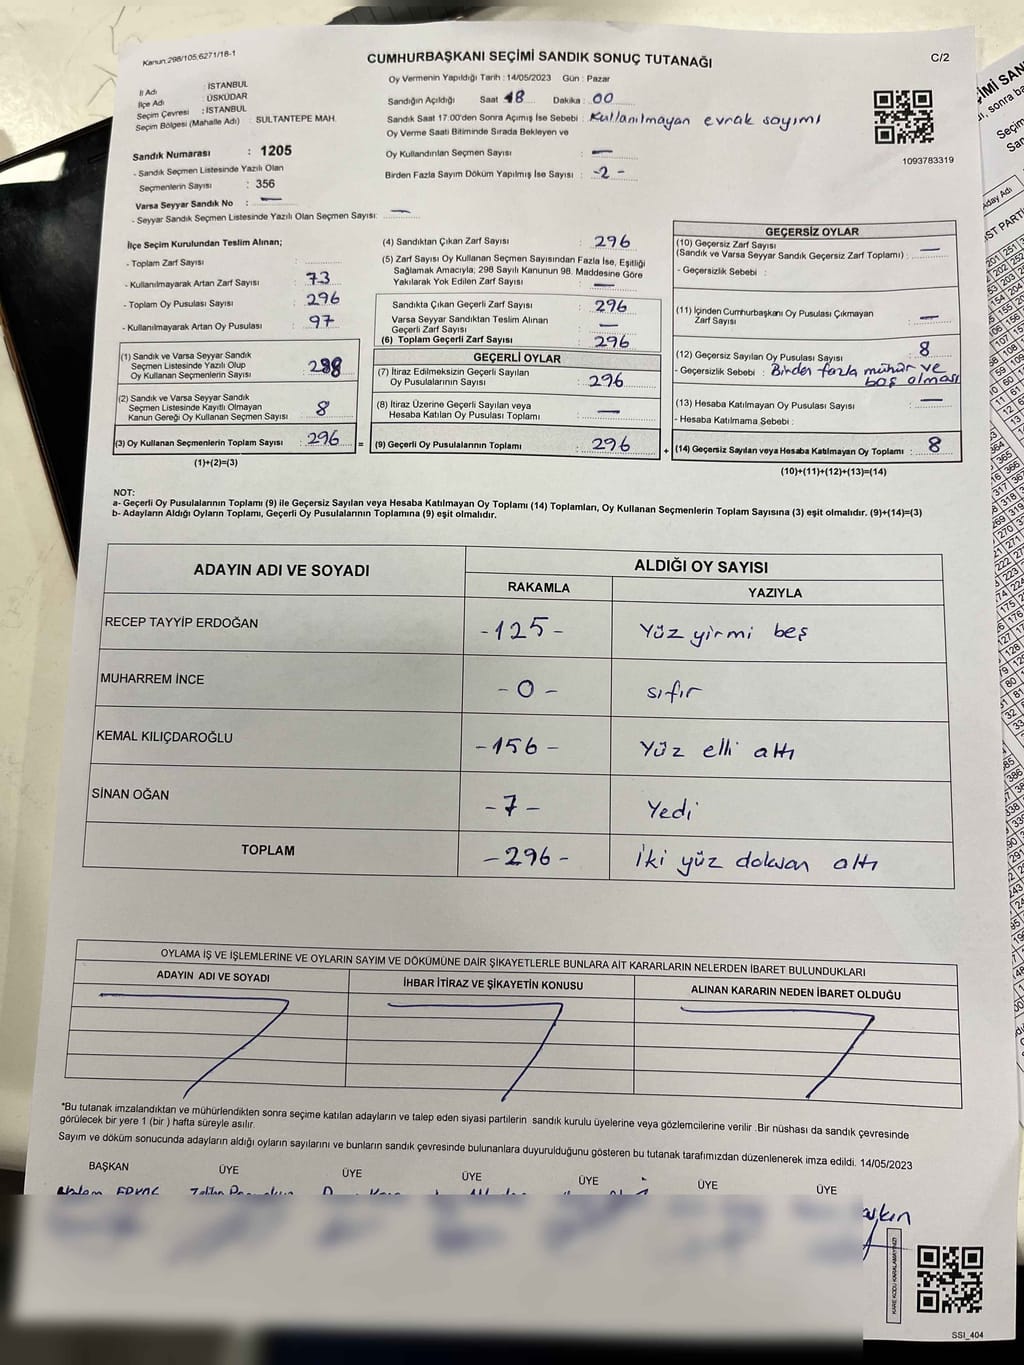 Kanun.298/105,6271/18-1
CUMHURBAŞKANI SEÇİMİ SANDIK SONUÇ TUTANAĞI
C/2
İl Adı : İSTANBUL
İlçe Adı : ÜSKÜDAR
Seçim Çevresi : İSTANBUL
Seçim Bölgesi (Mahalle Adı) : SULTANTEPE MAH.
Oy Vermenin Yapıldığı Tarih : 14/05/2023 Gün : Pazar
Sandığın Açıldığı Saat 18 Dakika : 00
Sandık Saat 17.00'den Sonra Açımış İse Sebebi : Kullanılmayan evrak sayımı
Oy Verme Saati Bitiminde Sırada Bekleyen ve
Oy Kullandırılan Seçmen Sayısı : —
Birden Fazla Sayım Döküm Yapılmış İse Sayısı : -2-
1093783319
Sandık Numarası : 1205
- Sandık Seçmen Listesinde Yazılı Olan
Seçmenlerin Sayısı : 356
Varsa Seyyar Sandık No : —
- Seyyar Sandık Seçmen Listesinde Yazılı Olan Seçmen Sayısı: —
İlçe Seçim Kurulundan Teslim Alınan;
- Toplam Zarf Sayısı :
- Kullanılmayarak Artan Zarf Sayısı : 73
- Toplam Oy Pusulası Sayısı : 296
- Kullanılmayarak Artan Oy Pusulası : 97
(1) Sandık ve Varsa Seyyar Sandık
Seçmen Listesinde Yazılı Olup
Oy Kullanan Seçmenlerin Sayısı : 288
(2) Sandık ve Varsa Seyyar Sandık
Seçmen Listesinde Kayıtlı Olmayan
Kanun Gereği Oy Kullanan Seçmen Sayısı : 8
(3) Oy Kullanan Seçmenlerin Toplam Sayısı : 296 =
(1)+(2)=(3)
(4) Sandıktan Çıkan Zarf Sayısı : 296
(5) Zarf Sayısı Oy Kullanan Seçmen Sayısından Fazla İse, Eşitliği
Sağlamak Amacıyla; 298 Sayılı Kanunun 98. Maddesine Göre
Yakılarak Yok Edilen Zarf Sayısı : —
Sandıkta Çıkan Geçerli Zarf Sayısı : 296
Varsa Seyyar Sandıktan Teslim Alınan
Geçerli Zarf Sayısı : —
(6) Toplam Geçerli Zarf Sayısı : 296
GEÇERLİ OYLAR
(7) İtiraz Edilmeksizin Geçerli Sayılan
Oy Pusulalarının Sayısı : 296
(8) İtiraz Üzerine Geçerli Sayılan veya
Hesaba Katılan Oy Pusulası Toplamı : —
(9) Geçerli Oy Pusulalarının Toplamı : 296 +
GEÇERSİZ OYLAR
(10) Geçersiz Zarf Sayısı
(Sandık ve Varsa Seyyar Sandık Geçersiz Zarf Toplamı) : —
- Geçersizlik Sebebi :
(11) İçinden Cumhurbaşkanı Oy Pusulası Çıkmayan
Zarf Sayısı : —
(12) Geçersiz Sayılan Oy Pusulası Sayısı : 8
- Geçersizlik Sebebi : Birden fazla mühür ve
boş olması
(13) Hesaba Katılmayan Oy Pusulası Sayısı : —
- Hesaba Katılmama Sebebi :
(14) Geçersiz Sayılan veya Hesaba Katılmayan Oy Toplamı : 8
(10)+(11)+(12)+(13)=(14)
NOT:
a- Geçerli Oy Pusulalarının Toplamı (9) ile Geçersiz Sayılan veya Hesaba Katılmayan Oy Toplamı (14) Toplamları, Oy Kullanan Seçmenlerin Toplam Sayısına (3) eşit olmalıdır. (9)+(14)=(3)
b- Adayların Aldığı Oyların Toplamı, Geçerli Oy Pusulalarının Toplamına (9) eşit olmalıdır.
ADAYIN ADI VE SOYADI
ALDIĞI OY SAYISI
RAKAMLA YAZIYLA
RECEP TAYYİP ERDOĞAN -125- Yüz yirmi beş
MUHARREM İNCE -0- sıfır
KEMAL KILIÇDAROĞLU -156- Yüz elli altı
SİNAN OĞAN -7- Yedi
TOPLAM -296- İki yüz doksan altı
OYLAMA İŞ VE İŞLEMLERİNE VE OYLARIN SAYIM VE DÖKÜMÜNE DAİR ŞİKAYETLERLE BUNLARA AİT KARARLARIN NELERDEN İBARET BULUNDUKLARI
ADAYIN ADI VE SOYADI İHBAR İTİRAZ VE ŞİKAYETİN KONUSU ALINAN KARARIN NEDEN İBARET OLDUĞU
*Bu tutanak imzalandıktan ve mühürlendikten sonra seçime katılan adayların ve talep eden siyasi partilerin sandık kurulu üyelerine veya gözlemcilerine verilir .Bir nüshası da sandık çevresinde
görülecek bir yere 1 (bir ) hafta süreyle asılır.
Sayım ve döküm sonucunda adayların aldığı oyların sayılarını ve bunların sandık çevresinde bulunanlara duyurulduğunu gösteren bu tutanak tarafımızdan düzenlenerek imza edildi. 14/05/2023
BAŞKAN ÜYE ÜYE ÜYE ÜYE ÜYE ÜYE
KARE KODU KARALAMAYINIZ!
SSI_404